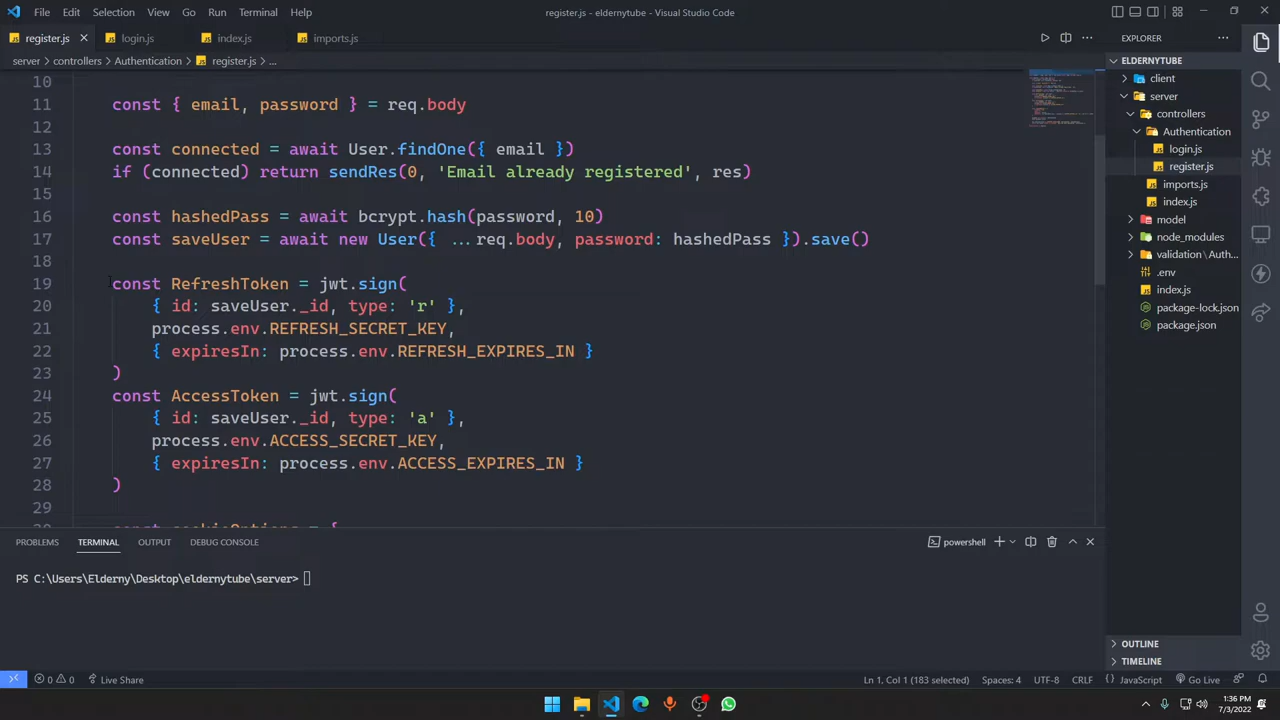 File Edit Selection View Go Run Terminal Help
register.js - eldernytube - Visual Studio Code
register.js
login.js
index.js
imports.js
server > controllers > Authentication > register.js > ...
10
11 const { email, password } = req.body
12
13 const connected = await User.findOne({ email })
14 if (connected) return sendRes(0, 'Email already registered', res)
15
16 const hashedPass = await bcrypt.hash(password, 10)
17 const saveUser = await new User({ ...req.body, password: hashedPass }).save()
18
19 const RefreshToken = jwt.sign(
20 { id: saveUser._id, type: 'r' },
21 process.env.REFRESH_SECRET_KEY,
22 { expiresIn: process.env.REFRESH_EXPIRES_IN }
23 )
24 const AccessToken = jwt.sign(
25 { id: saveUser._id, type: 'a' },
26 process.env.ACCESS_SECRET_KEY,
27 { expiresIn: process.env.ACCESS_EXPIRES_IN }
28 )
29
30 const cookieOptions = {
PROBLEMS TERMINAL OUTPUT DEBUG CONSOLE
powershell
PS C:\Users\Elderny\Desktop\eldernytube\server>
EXPLORER
ELDERNYTUBE
client
server
controllers
Authentication
login.js
register.js
imports.js
index.js
model
node_modules
validation\Auth...
.env
index.js
package-lock.json
package.json
OUTLINE
TIMELINE
0 0 Live Share
Ln 1, Col 1 (183 selected) Spaces: 4 UTF-8 CRLF {} JavaScript Go Live
1:36 PM
7/3/2022